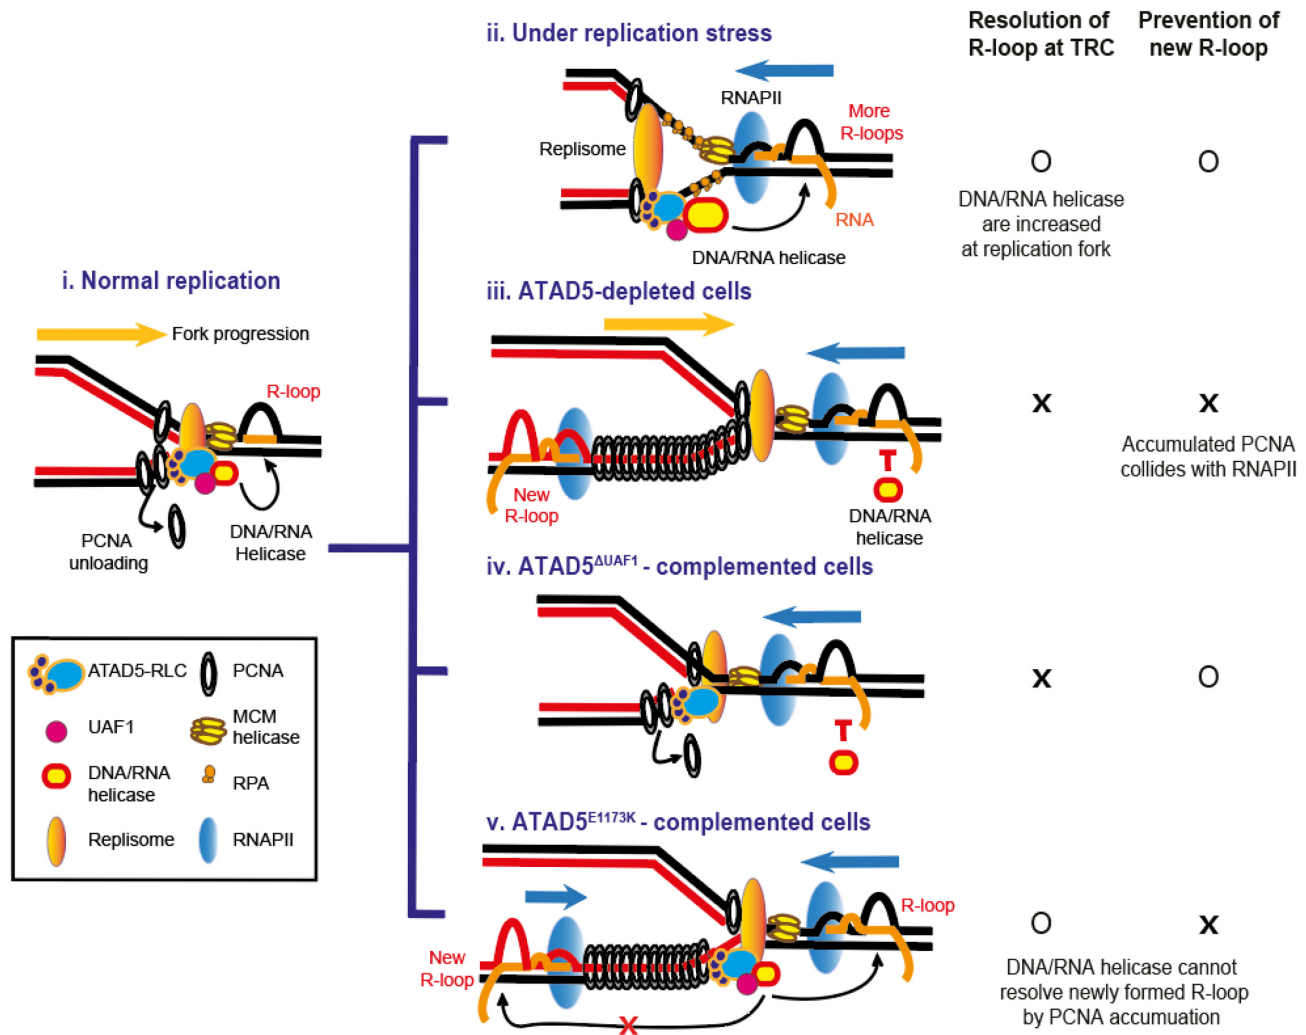 Resolution of
R-loop at TRC
Prevention of
new R-loop
ii. Under replication stress
RNAPII
More
R-loops
Replisome
RNA
DNA/RNA helicase
O
DNA/RNA helicase
are increased
at replication fork
O
i. Normal replication
Fork progression
R-loop
PCNA
unloading
DNA/RNA
Helicase
iii. ATAD5-depleted cells
New
R-loop
DNA/RNA
helicase
X
X
Accumulated PCNA
collides with RNAPII
iv. ATAD5ΔUAF1 - complemented cells
X
O
ATAD5-RLC
PCNA
UAF1
MCM
helicase
DNA/RNA
helicase
RPA
Replisome
RNAPII
v. ATAD5E1173K - complemented cells
R-loop
New
R-loop
X
O
X
DNA/RNA helicase cannot
resolve newly formed R-loop
by PCNA accumuation